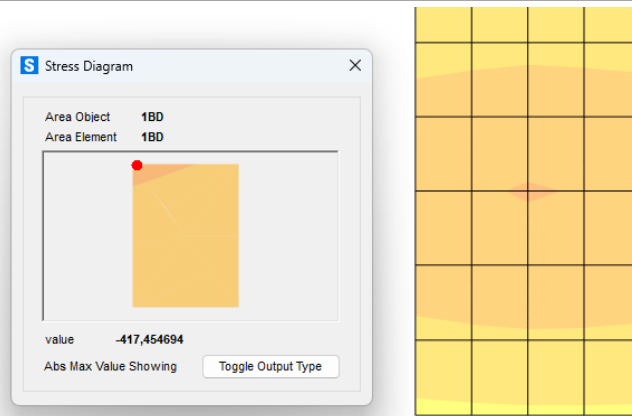 S Stress Diagram
Area Object 1BD
Area Element 1BD
value -417,454694
Abs Max Value Showing Toggle Output Type